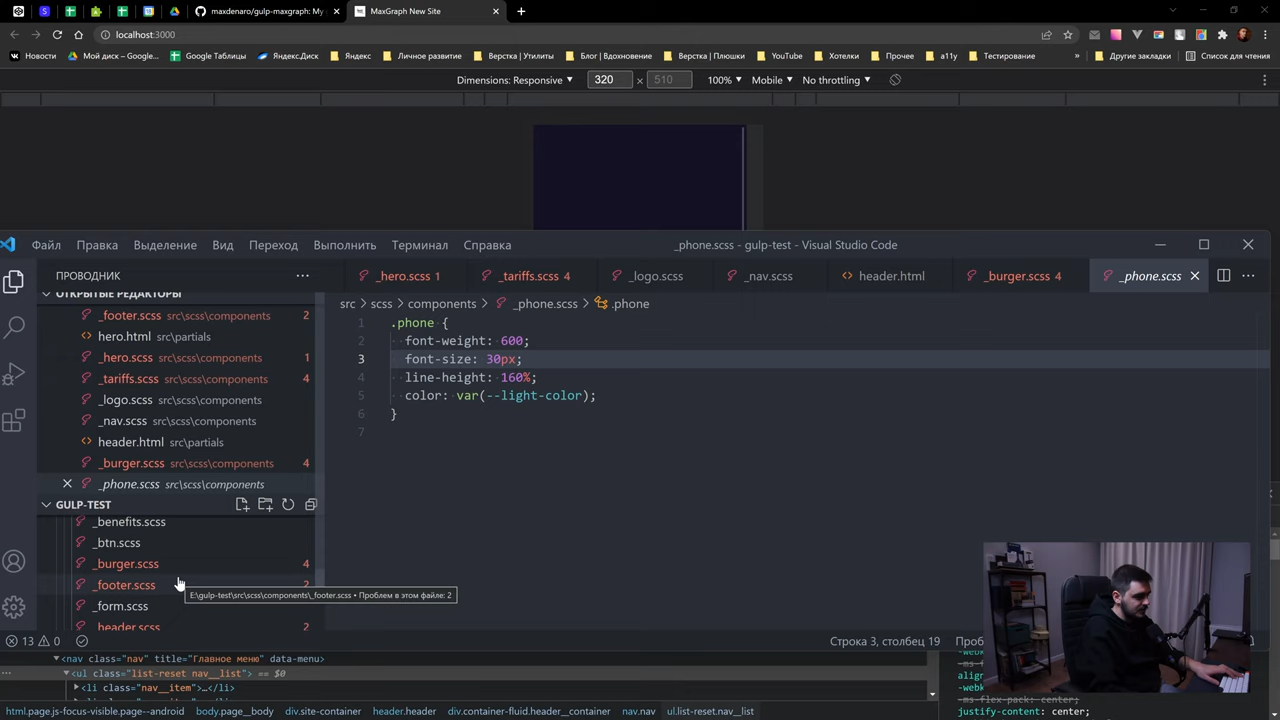 maxdenaro/gulp-maxgraph: My
MaxGraph New Site
localhost:3000
Новости
Мой диск – Google...
Google Таблицы
Яндекс.Диск
Яндекс
Личное развитие
Верстка | Утилиты
Блог | Вдохновение
Верстка | Плюшки
YouTube
Хотелки
Прочее
a11y
Тестирование
Другие закладки
Список для чтения
Dimensions: Responsive
320 × 510
100%
Mobile
No throttling
Файл Правка Выделение Вид Переход Выполнить Терминал Справка
_phone.scss - gulp-test - Visual Studio Code
ПРОВОДНИК
_hero.scss 1
_tariffs.scss 4
_logo.scss
_nav.scss
header.html
_burger.scss 4
_phone.scss
ОТКРЫТЫЕ РЕДАКТОРЫ
_footer.scss src\scss\components 2
hero.html src\partials
_hero.scss src\scss\components 1
_tariffs.scss src\scss\components 4
_logo.scss src\scss\components
_nav.scss src\scss\components
header.html src\partials
_burger.scss src\scss\components 4
_phone.scss src\scss\components
GULP-TEST
_benefits.scss
_btn.scss
_burger.scss 4
_footer.scss 2
_form.scss
header.scss 2
E:\gulp-test\src\scss\components\_footer.scss • Проблем в этом файле: 2
src > scss > components > _phone.scss > .phone
1 .phone {
2 font-weight: 600;
3 font-size: 30px;
4 line-height: 160%;
5 color: var(--light-color);
6 }
7
13 0
Строка 3, столбец 19
<nav class="nav" title="Главное меню" data-menu>
<ul class="list-reset nav__list"> == $0
<li class="nav__item">…</li>
html.page.js-focus-visible.page--android body.page__body div.site-container header.header div.container-fluid.header__container nav.nav ul.list-reset.nav__list
-ms-flex-pack: center;
justify-content: center;